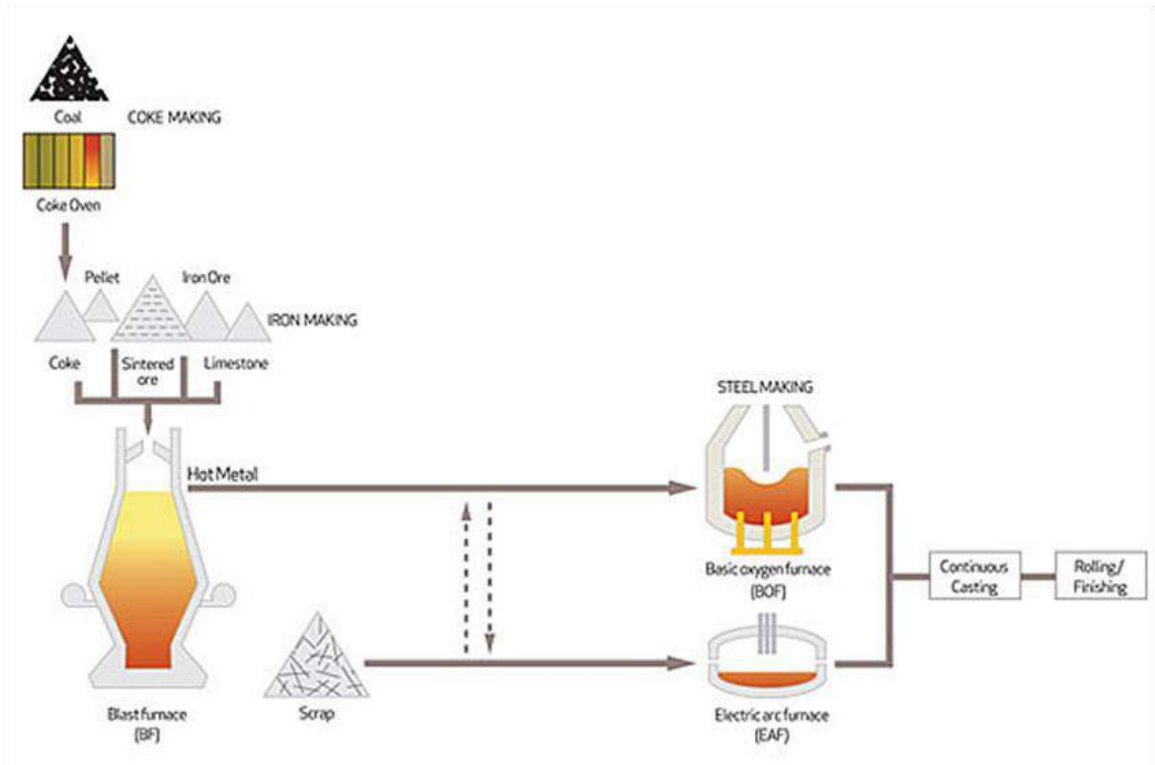 Coal
COKE MAKING
Coke Oven
Pellet
Iron Ore
IRON MAKING
Coke
Sintered
ore
Limestone
STEEL MAKING
Hot Metal
Basic oxygen furnace
(BOF)
Continuous
Casting
Rolling/
Finishing
Scrap
Blast furnace
(BF)
Electric arc furnace
(EAF)